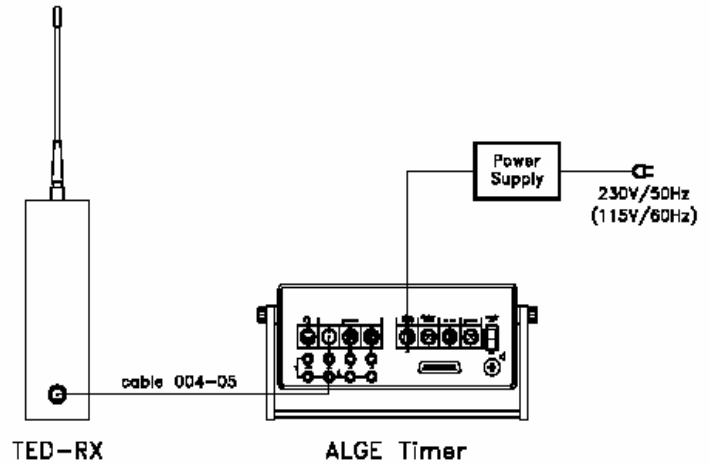 Power
Supply
230V/50Hz
(115V/60Hz)
cable 004-05
TED-RX
ALGE Timer